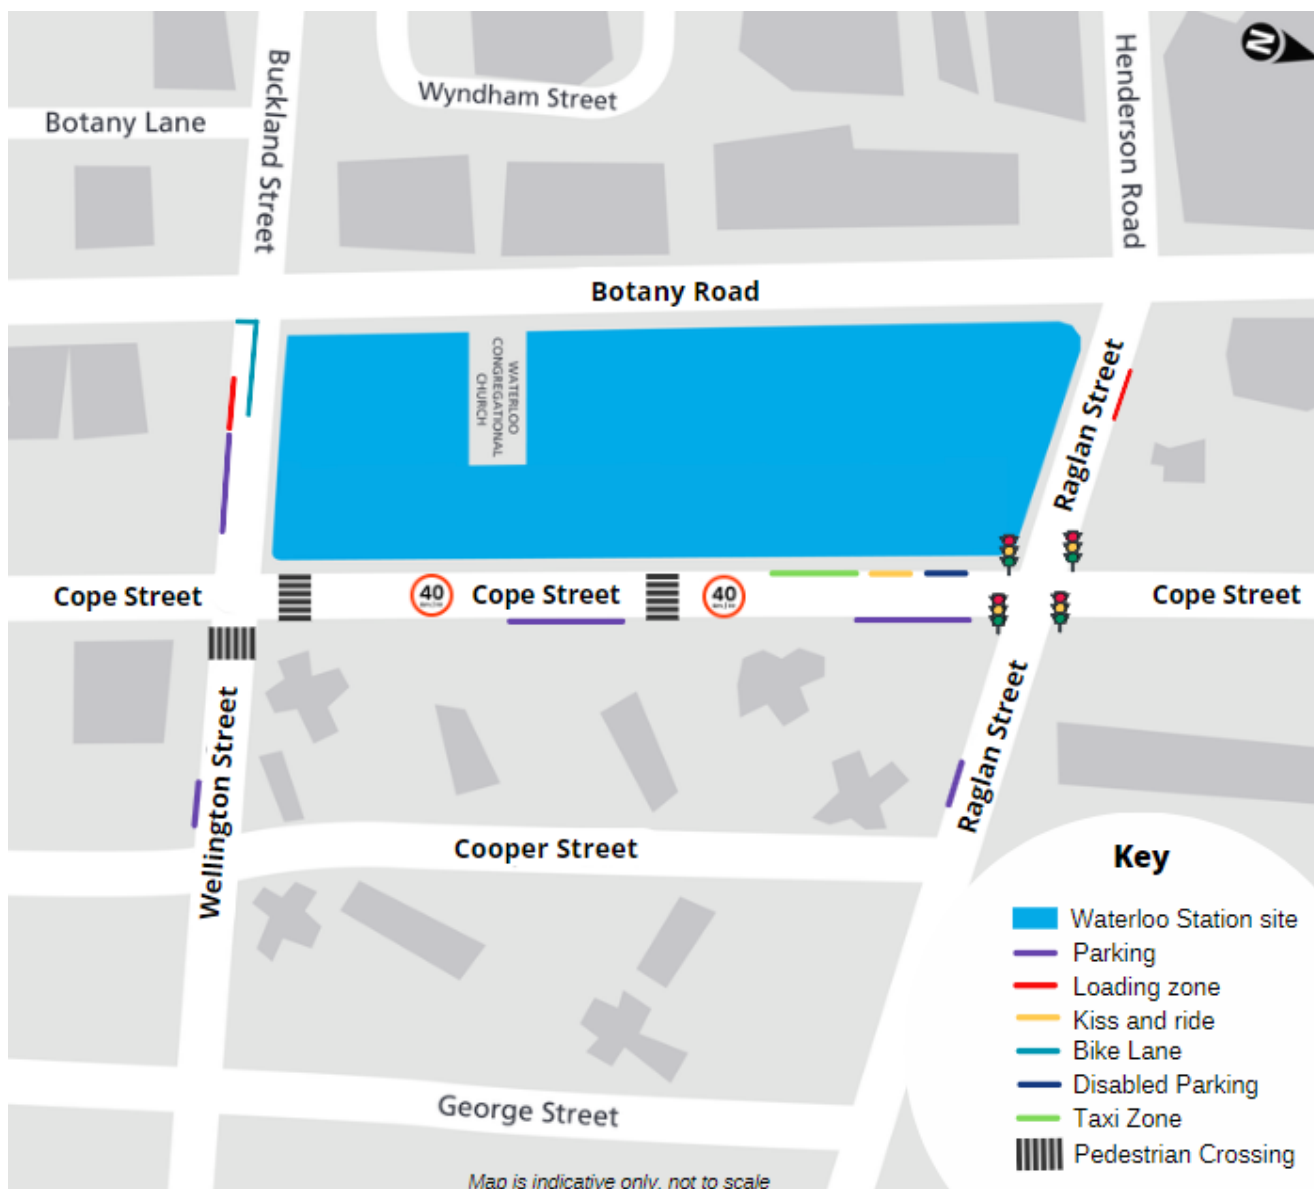 Buckland Street
Wyndham Street
Henderson Road
N
Botany Lane
Botany Road
WATERLOO
CONGREGATIONAL
CHURCH
Raglan Street
Cope Street
40
Cope Street
40
Cope Street
Wellington Street
Raglan Street
Cooper Street
George Street
Key
Waterloo Station site
Parking
Loading zone
Kiss and ride
Bike Lane
Disabled Parking
Taxi Zone
Pedestrian Crossing
Map is indicative only, not to scale